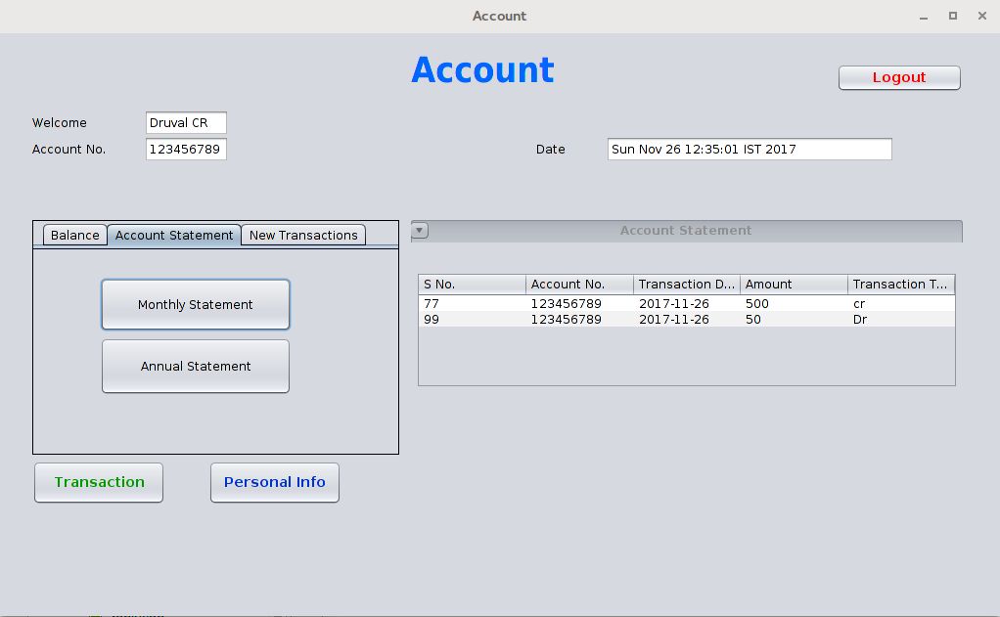 Account
Account
Logout
Welcome Druval CR
Account No. 123456789 Date Sun Nov 26 12:35:01 IST 2017
Balance Account Statement New Transactions
Account Statement
Monthly Statement
Annual Statement
S No. Account No. Transaction D... Amount Transaction T...
77 123456789 2017-11-26 500 cr
99 123456789 2017-11-26 50 Dr
Transaction Personal Info